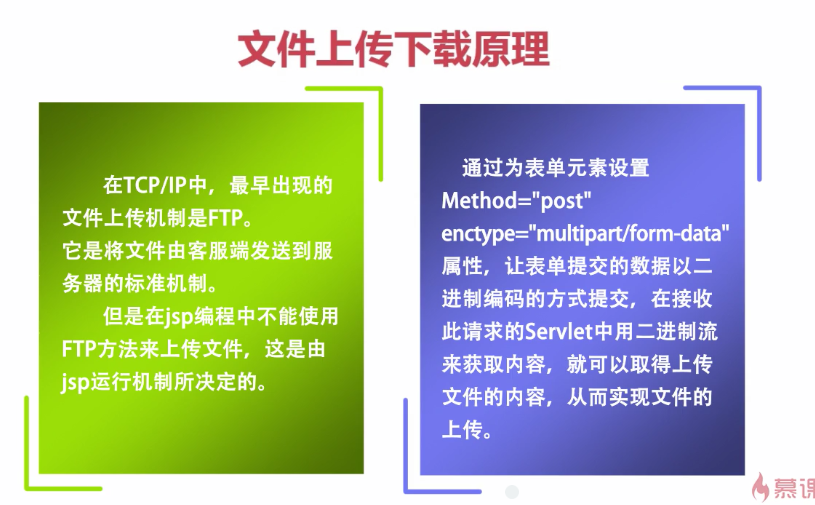 文件上传下载原理
在TCP/IP中，最早出现的
文件上传机制是FTP。
它是将文件由客服端发送到服
务器的标准机制。
但是在jsp编程中不能使用
FTP方法来上传文件，这是由
jsp运行机制所决定的。
通过为表单元素设置
Method="post"
enctype="multipart/form-data"
属性，让表单提交的数据以二
进制编码的方式提交，在接收
此请求的Servlet中用二进制流
来获取内容，就可以取得上传
文件的内容，从而实现文件的
上传。
慕课